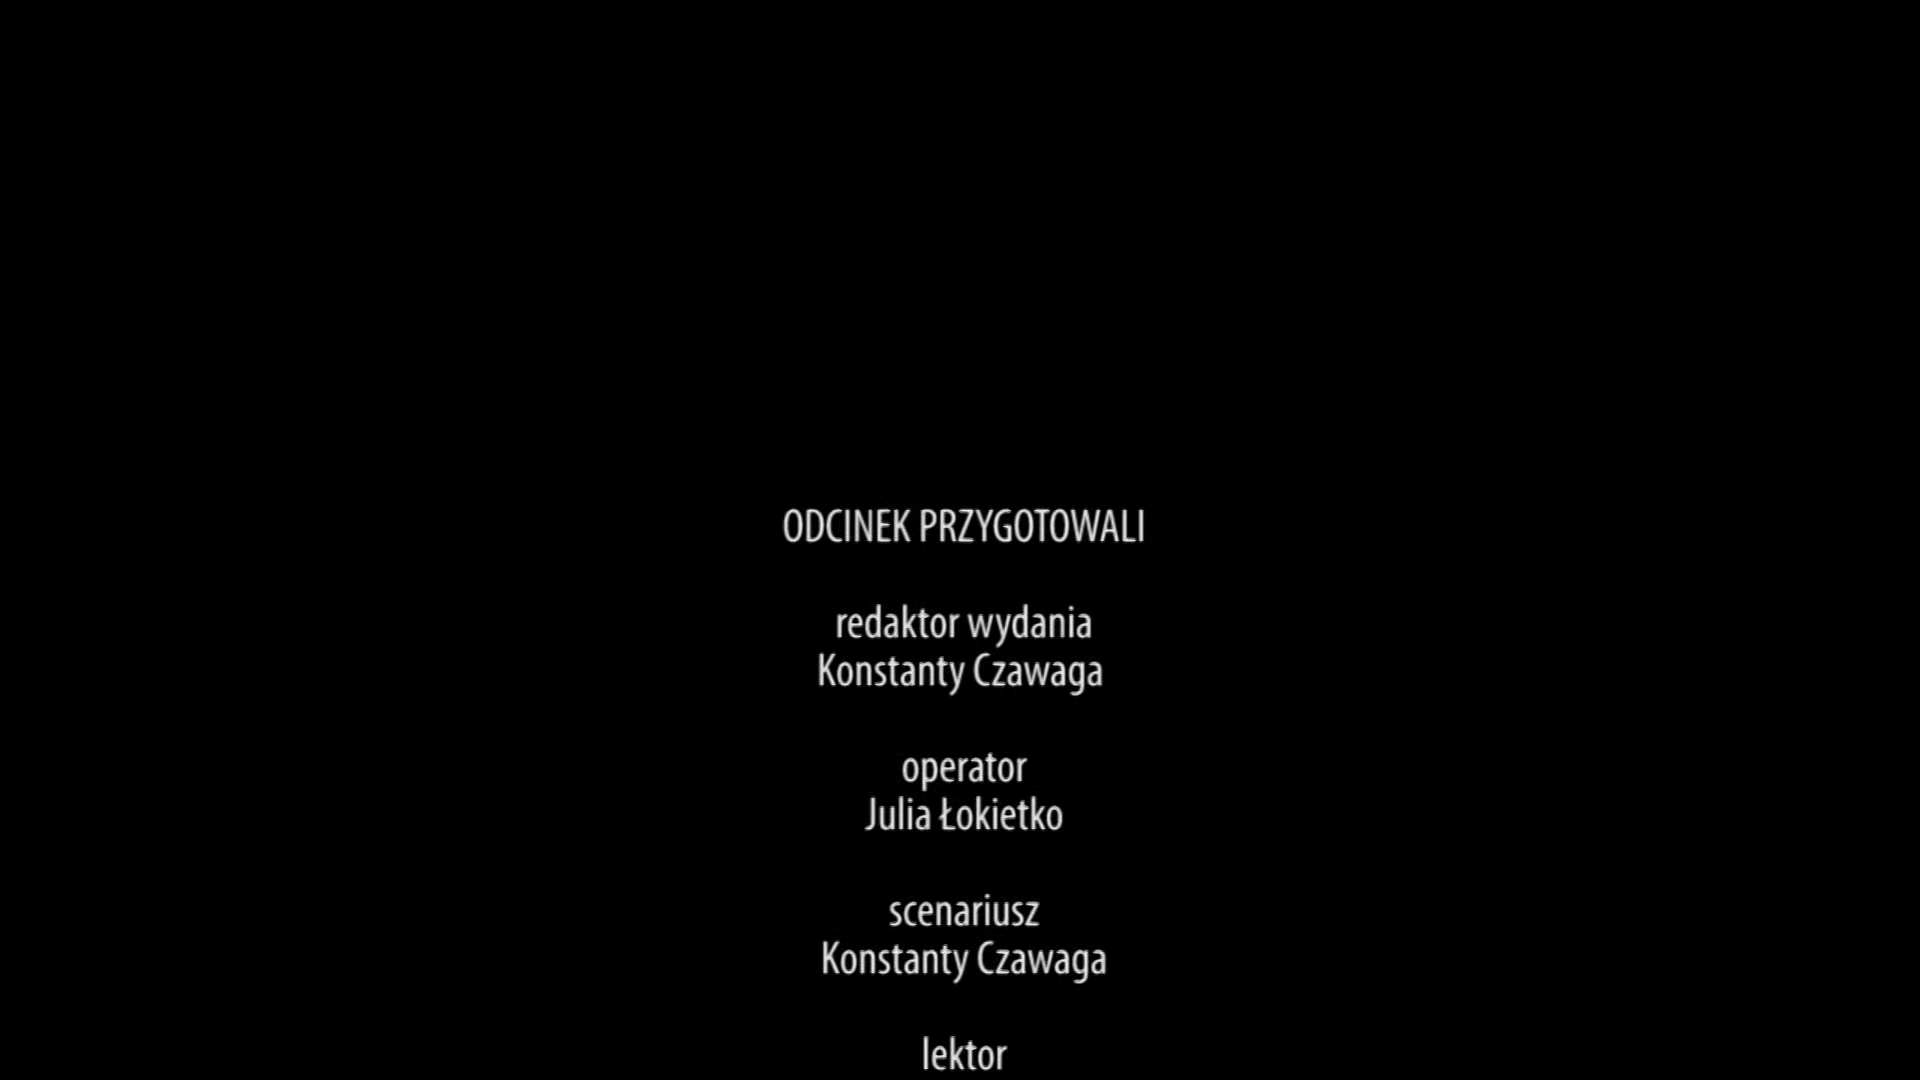 ODCINEK PRZYGOTOWALI
redaktor wydania
Konstanty Czawaga
operator
Julia Łokietko
scenariusz
Konstanty Czawaga
lektor